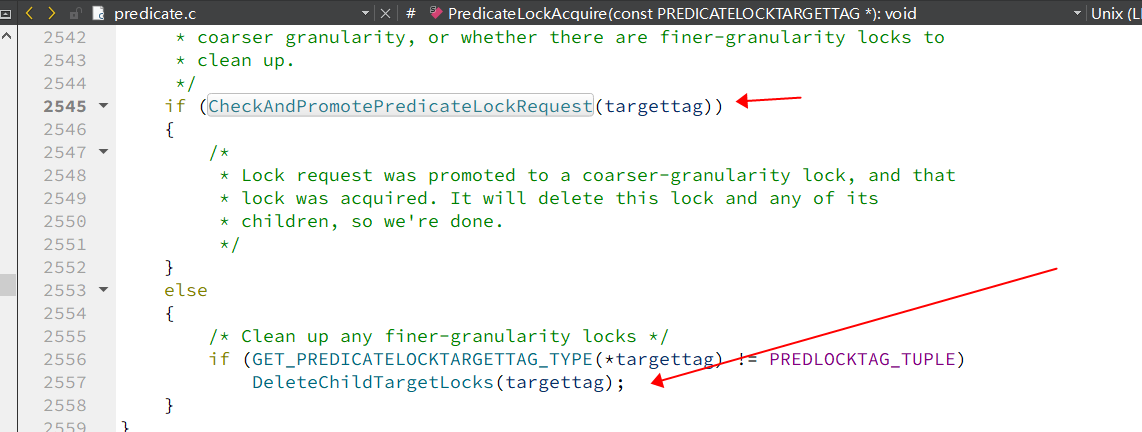 predicate.c
# PredicateLockAcquire(const PREDICATELOCKTARGETTAG *): void
Unix (L
2542 * coarser granularity, or whether there are finer-granularity locks to
2543 * clean up.
2544 */
2545 if (CheckAndPromotePredicateLockRequest(targettag))
2546 {
2547 /*
2548 * Lock request was promoted to a coarser-granularity lock, and that
2549 * lock was acquired. It will delete this lock and any of its
2550 * children, so we're done.
2551 */
2552 }
2553 else
2554 {
2555 /* Clean up any finer-granularity locks */
2556 if (GET_PREDICATELOCKTARGETTAG_TYPE(*targettag) != PREDLOCKTAG_TUPLE)
2557 DeleteChildTargetLocks(targettag);
2558 }
2559 }